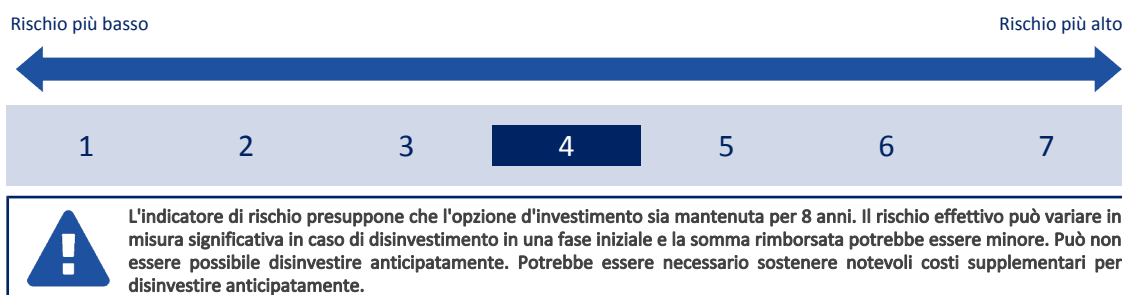 Rischio più basso Rischio più alto
1 2 3 4 5 6 7
L'indicatore di rischio presuppone che l'opzione d'investimento sia mantenuta per 8 anni. Il rischio effettivo può variare in
misura significativa in caso di disinvestimento in una fase iniziale e la somma rimborsata potrebbe essere minore. Può non
essere possibile disinvestire anticipatamente. Potrebbe essere necessario sostenere notevoli costi supplementari per
disinvestire anticipatamente.